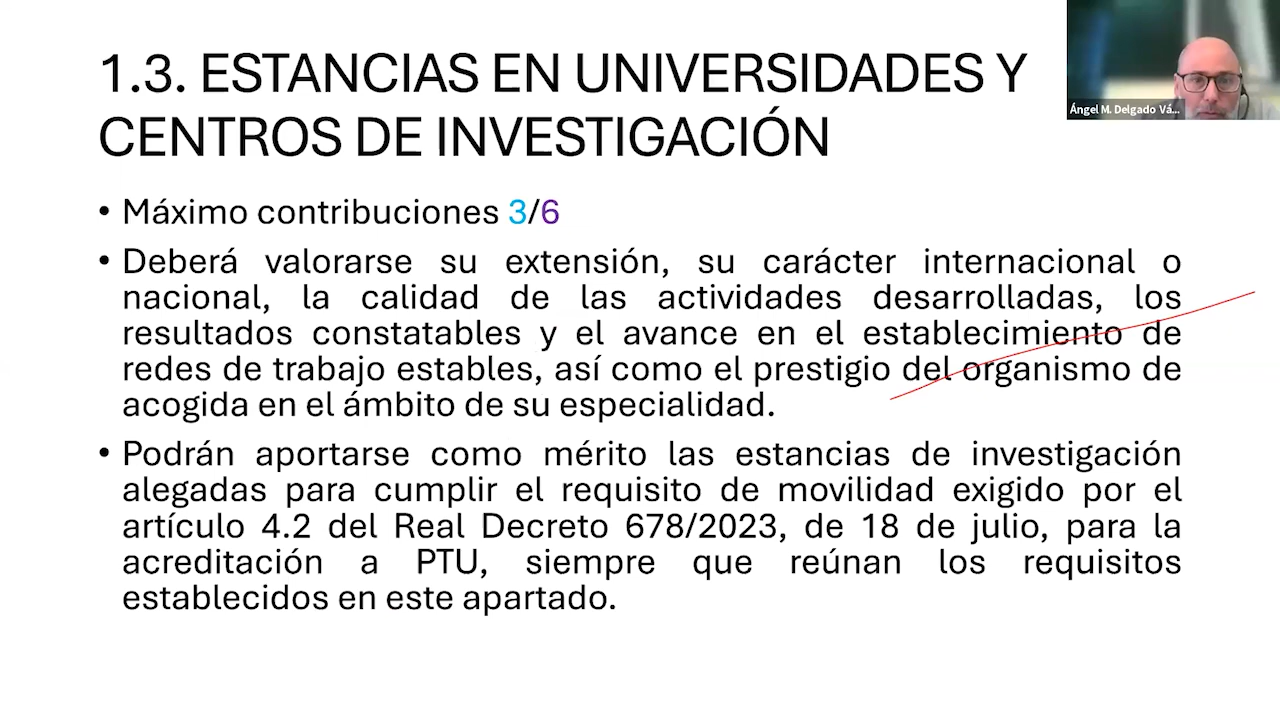 1.3. ESTANCIAS EN UNIVERSIDADES Y
CENTROS DE INVESTIGACIÓN
Ángel M. Delgado Vá...
• Máximo contribuciones 3/6
• Deberá valorarse su extensión, su carácter internacional o
nacional, la calidad de las actividades desarrolladas, los
resultados constatables y el avance en el establecimiento de
redes de trabajo estables, así como el prestigio del organismo de
acogida en el ámbito de su especialidad.
• Podrán aportarse como mérito las estancias de investigación
alegadas para cumplir el requisito de movilidad exigido por el
artículo 4.2 del Real Decreto 678/2023, de 18 de julio, para la
acreditación a PTU, siempre que reúnan los requisitos
establecidos en este apartado.